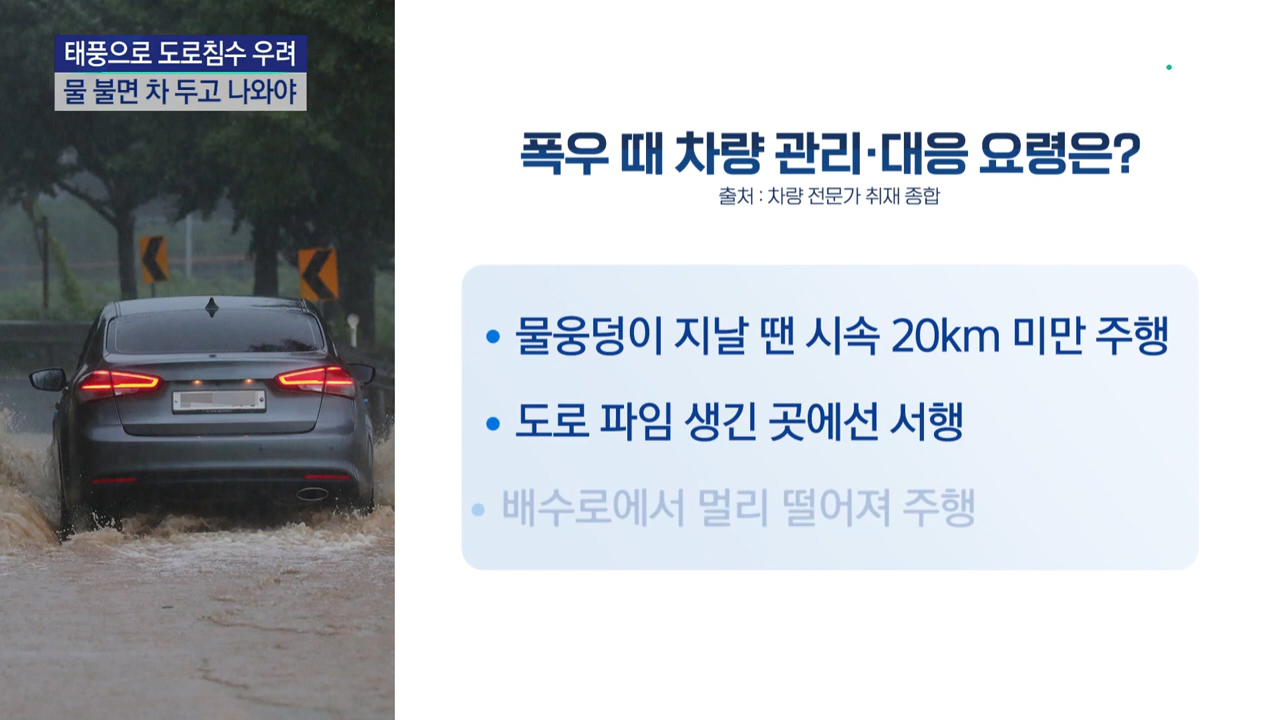 태풍으로 도로침수 우려
물 불면 차 두고 나와야
폭우 때 차량 관리·대응 요령은?
출처 : 차량 전문가 취재 종합
• 물웅덩이 지날 땐 시속 20km 미만 주행
• 도로 파임 생긴 곳에선 서행
• 배수로에서 멀리 떨어져 주행